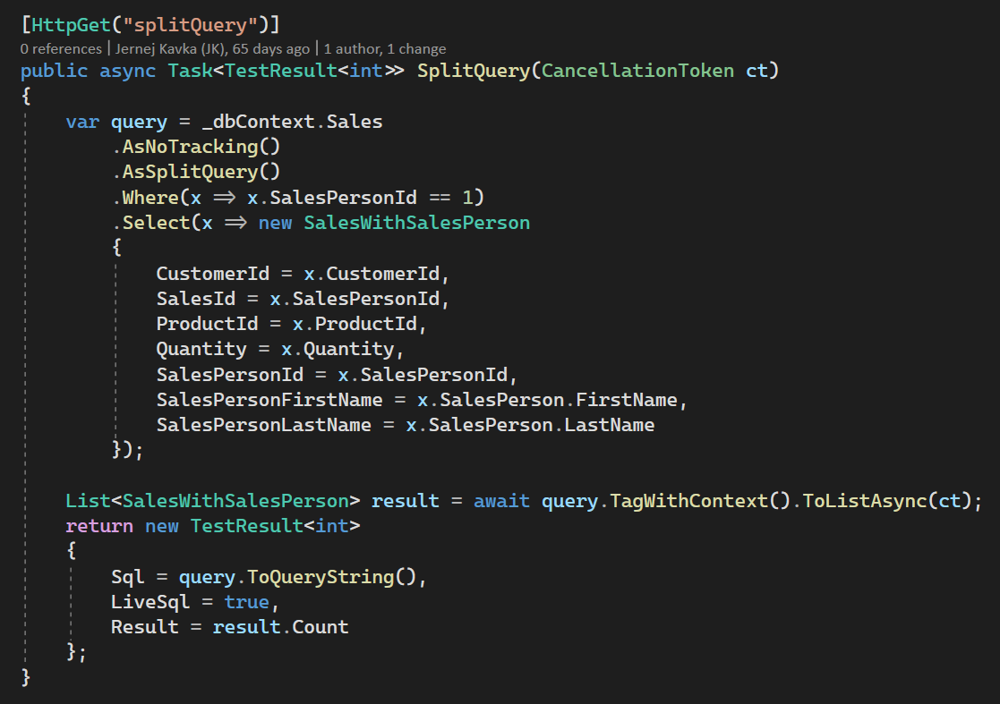 [HttpGet("splitQuery")]
0 references | Jernej Kavka (JK), 65 days ago | 1 author, 1 change
public async Task<TestResult<int>> SplitQuery(CancellationToken ct)
{
    var query = _dbContext.Sales
        .AsNoTracking()
        .AsSplitQuery()
        .Where(x => x.SalesPersonId == 1)
        .Select(x => new SalesWithSalesPerson
        {
            CustomerId = x.CustomerId,
            SalesId = x.SalesPersonId,
            ProductId = x.ProductId,
            Quantity = x.Quantity,
            SalesPersonId = x.SalesPersonId,
            SalesPersonFirstName = x.SalesPerson.FirstName,
            SalesPersonLastName = x.SalesPerson.LastName
        });

    List<SalesWithSalesPerson> result = await query.TagWithContext().ToListAsync(ct);
    return new TestResult<int>
    {
        Sql = query.ToQueryString(),
        LiveSql = true,
        Result = result.Count
    };
}